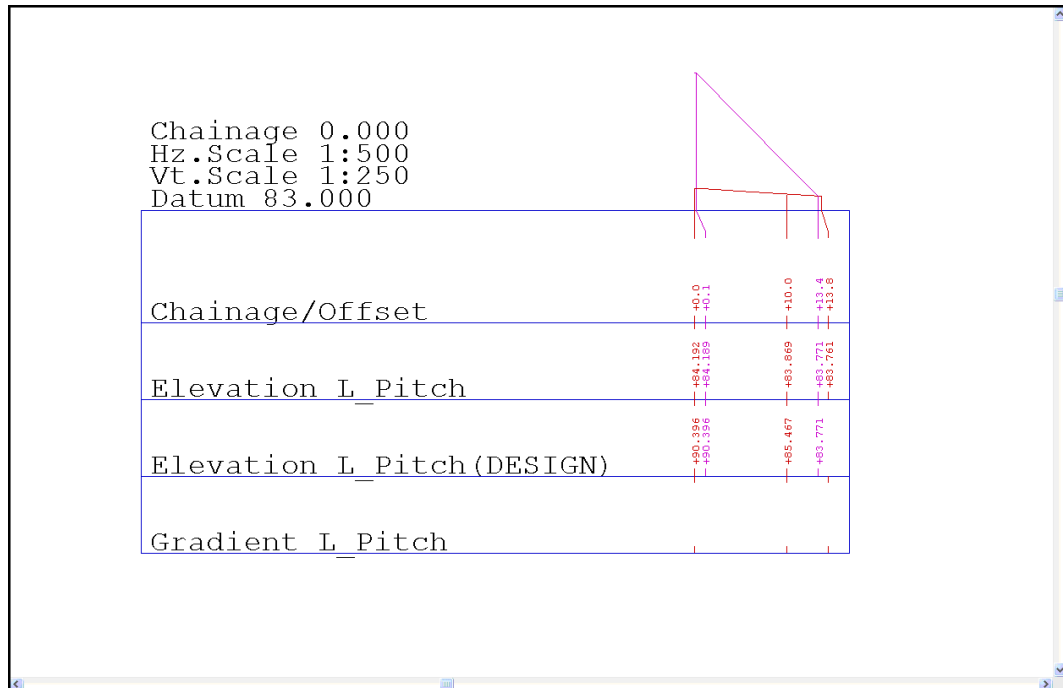 Chainage 0.000
Hz.Scale 1:500
Vt.Scale 1:250
Datum 83.000
Chainage/Offset +0.0 +0.1 +10.0 +13.4 +13.8
Elevation L_Pitch +84.192 +84.189 +83.869 +83.771 +83.761
Elevation L_Pitch(DESIGN) +90.396 +90.396 +85.467 +83.771
Gradient L_Pitch